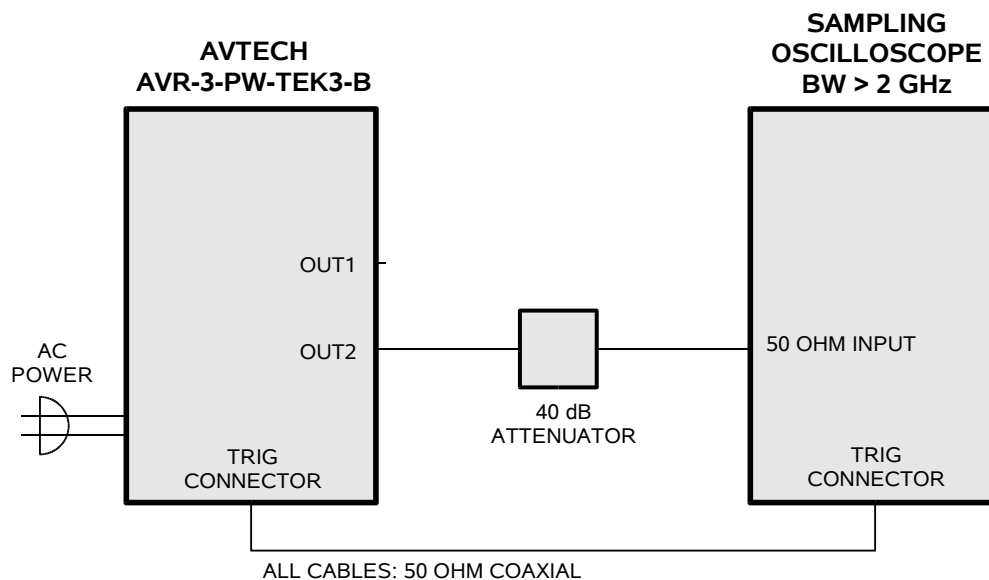 AVTECH
AVR-3-PW-TEK3-B
SAMPLING
OSCILLOSCOPE
BW > 2 GHz
OUT1
OUT2
50 OHM INPUT
AC
POWER
40 dB
ATTENUATOR
TRIG
CONNECTOR
TRIG
CONNECTOR
ALL CABLES: 50 OHM COAXIAL